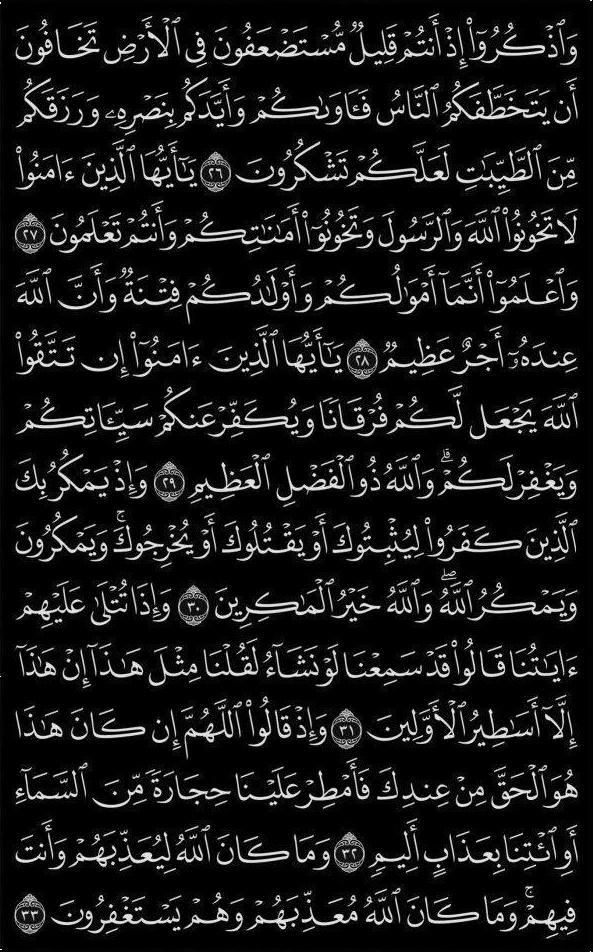 وَٱذۡكُرُوٓاْ إِذۡ أَنتُمۡ قَلِيلٞ مُّسۡتَضۡعَفُونَ فِي ٱلۡأَرۡضِ تَخَافُونَ
أَن يَتَخَطَّفَكُمُ ٱلنَّاسُ فَـَٔاوَىٰكُمۡ وَأَيَّدَكُم بِنَصۡرِهِۦ وَرَزَقَكُم
مِّنَ ٱلطَّيِّبَٰتِ لَعَلَّكُمۡ تَشۡكُرُونَ ٢٦ يَٰٓأَيُّهَا ٱلَّذِينَ ءَامَنُواْ
لَا تَخُونُواْ ٱللَّهَ وَٱلرَّسُولَ وَتَخُونُوٓاْ أَمَٰنَٰتِكُمۡ وَأَنتُمۡ تَعۡلَمُونَ ٢٧
وَٱعۡلَمُوٓاْ أَنَّمَآ أَمۡوَٰلُكُمۡ وَأَوۡلَٰدُكُمۡ فِتۡنَةٞ وَأَنَّ ٱللَّهَ
عِندَهُۥٓ أَجۡرٌ عَظِيمٞ ٢٨ يَٰٓأَيُّهَا ٱلَّذِينَ ءَامَنُوٓاْ إِن تَتَّقُواْ
ٱللَّهَ يَجۡعَل لَّكُمۡ فُرۡقَانٗا وَيُكَفِّرۡ عَنكُمۡ سَيِّـَٔاتِكُمۡ
وَيَغۡفِرۡ لَكُمۡۗ وَٱللَّهُ ذُو ٱلۡفَضۡلِ ٱلۡعَظِيمِ ٢٩ وَإِذۡ يَمۡكُرُ بِكَ
ٱلَّذِينَ كَفَرُواْ لِيُثۡبِتُوكَ أَوۡ يَقۡتُلُوكَ أَوۡ يُخۡرِجُوكَۚ وَيَمۡكُرُونَ
وَيَمۡكُرُ ٱللَّهُۖ وَٱللَّهُ خَيۡرُ ٱلۡمَٰكِرِينَ ٣٠ وَإِذَا تُتۡلَىٰ عَلَيۡهِمۡ
ءَايَٰتُنَا قَالُواْ قَدۡ سَمِعۡنَا لَوۡ نَشَآءُ لَقُلۡنَا مِثۡلَ هَٰذَآ إِنۡ هَٰذَآ
إِلَّآ أَسَٰطِيرُ ٱلۡأَوَّلِينَ ٣١ وَإِذۡ قَالُواْ ٱللَّهُمَّ إِن كَانَ هَٰذَا
هُوَ ٱلۡحَقَّ مِنۡ عِندِكَ فَأَمۡطِرۡ عَلَيۡنَا حِجَارَةٗ مِّنَ ٱلسَّمَآءِ
أَوِ ٱئۡتِنَا بِعَذَابٍ أَلِيمٖ ٣٢ وَمَا كَانَ ٱللَّهُ لِيُعَذِّبَهُمۡ وَأَنتَ
فِيهِمۡۚ وَمَا كَانَ ٱللَّهُ مُعَذِّبَهُمۡ وَهُمۡ يَسۡتَغۡفِرُونَ ٣٣